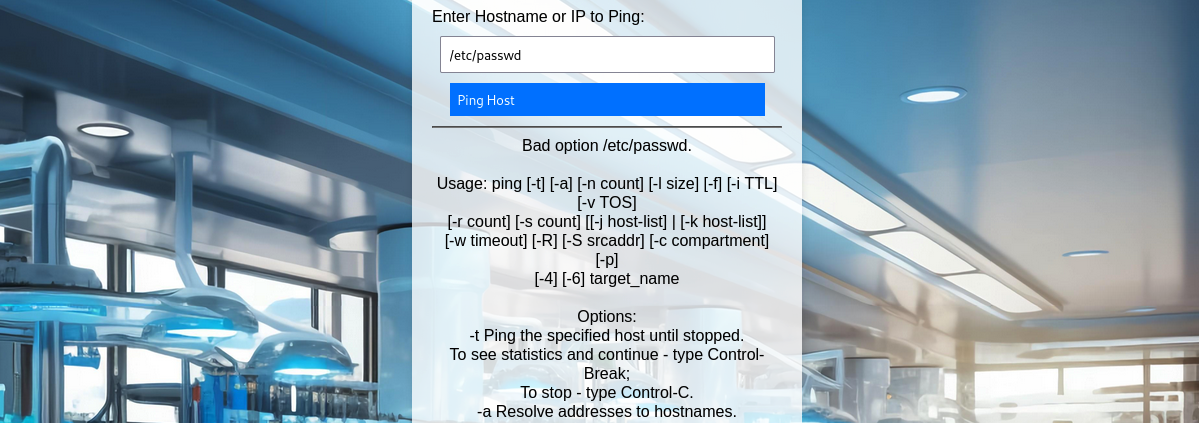 Enter Hostname or IP to Ping:
/etc/passwd
Ping Host
Bad option /etc/passwd.
Usage: ping [-t] [-a] [-n count] [-l size] [-f] [-i TTL]
[-v TOS]
[-r count] [-s count] [[-j host-list] | [-k host-list]]
[-w timeout] [-R] [-S srcaddr] [-c compartment]
[-p]
[-4] [-6] target_name
Options:
-t Ping the specified host until stopped.
To see statistics and continue - type Control-
Break;
To stop - type Control-C.
-a Resolve addresses to hostnames.